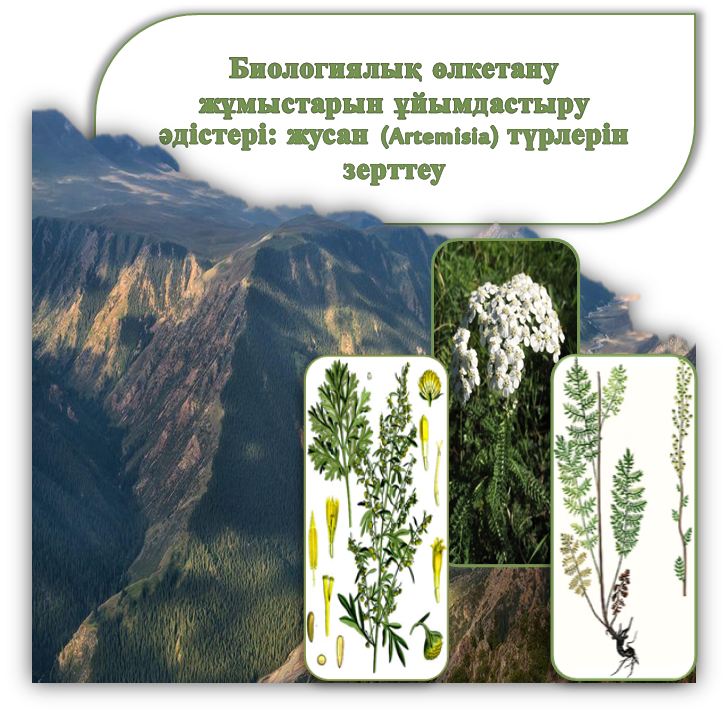 Биологиялық өлкетану
жұмыстарын ұйымдастыру
әдістері: жусан (Artemisia) түрлерін
зерттеу